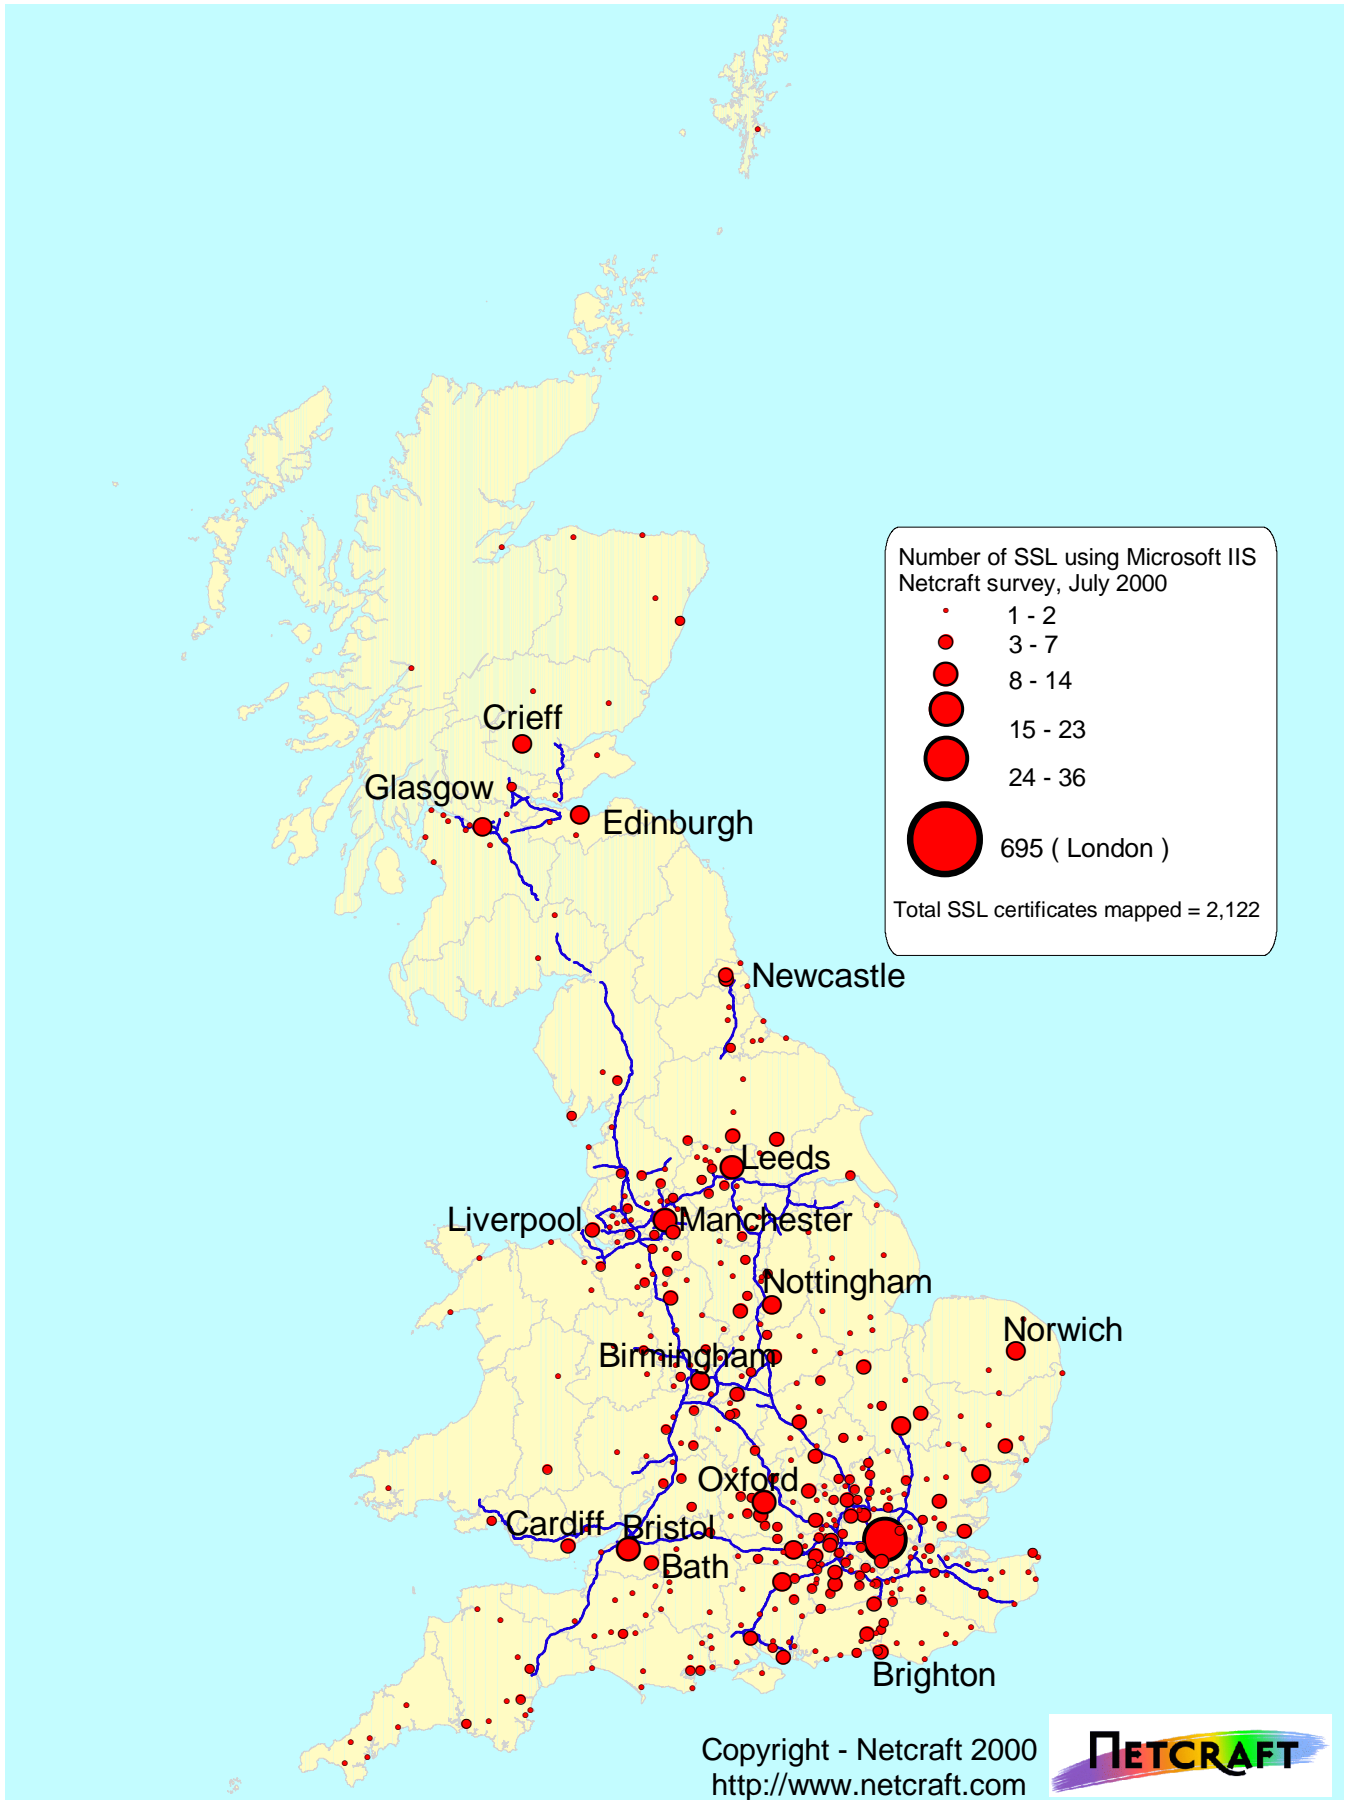 Number of SSL using Microsoft IIS
Netcraft survey, July 2000
1 - 2
3 - 7
8 - 14
15 - 23
24 - 36
695 ( London )
Total SSL certificates mapped = 2,122
Crieff
Glasgow
Edinburgh
Newcastle
Leeds
Liverpool
Manchester
Nottingham
Norwich
Birmingham
Oxford
Cardiff
Bristol
Bath
Brighton
Copyright - Netcraft 2000
http://www.netcraft.com
NETCRAFT